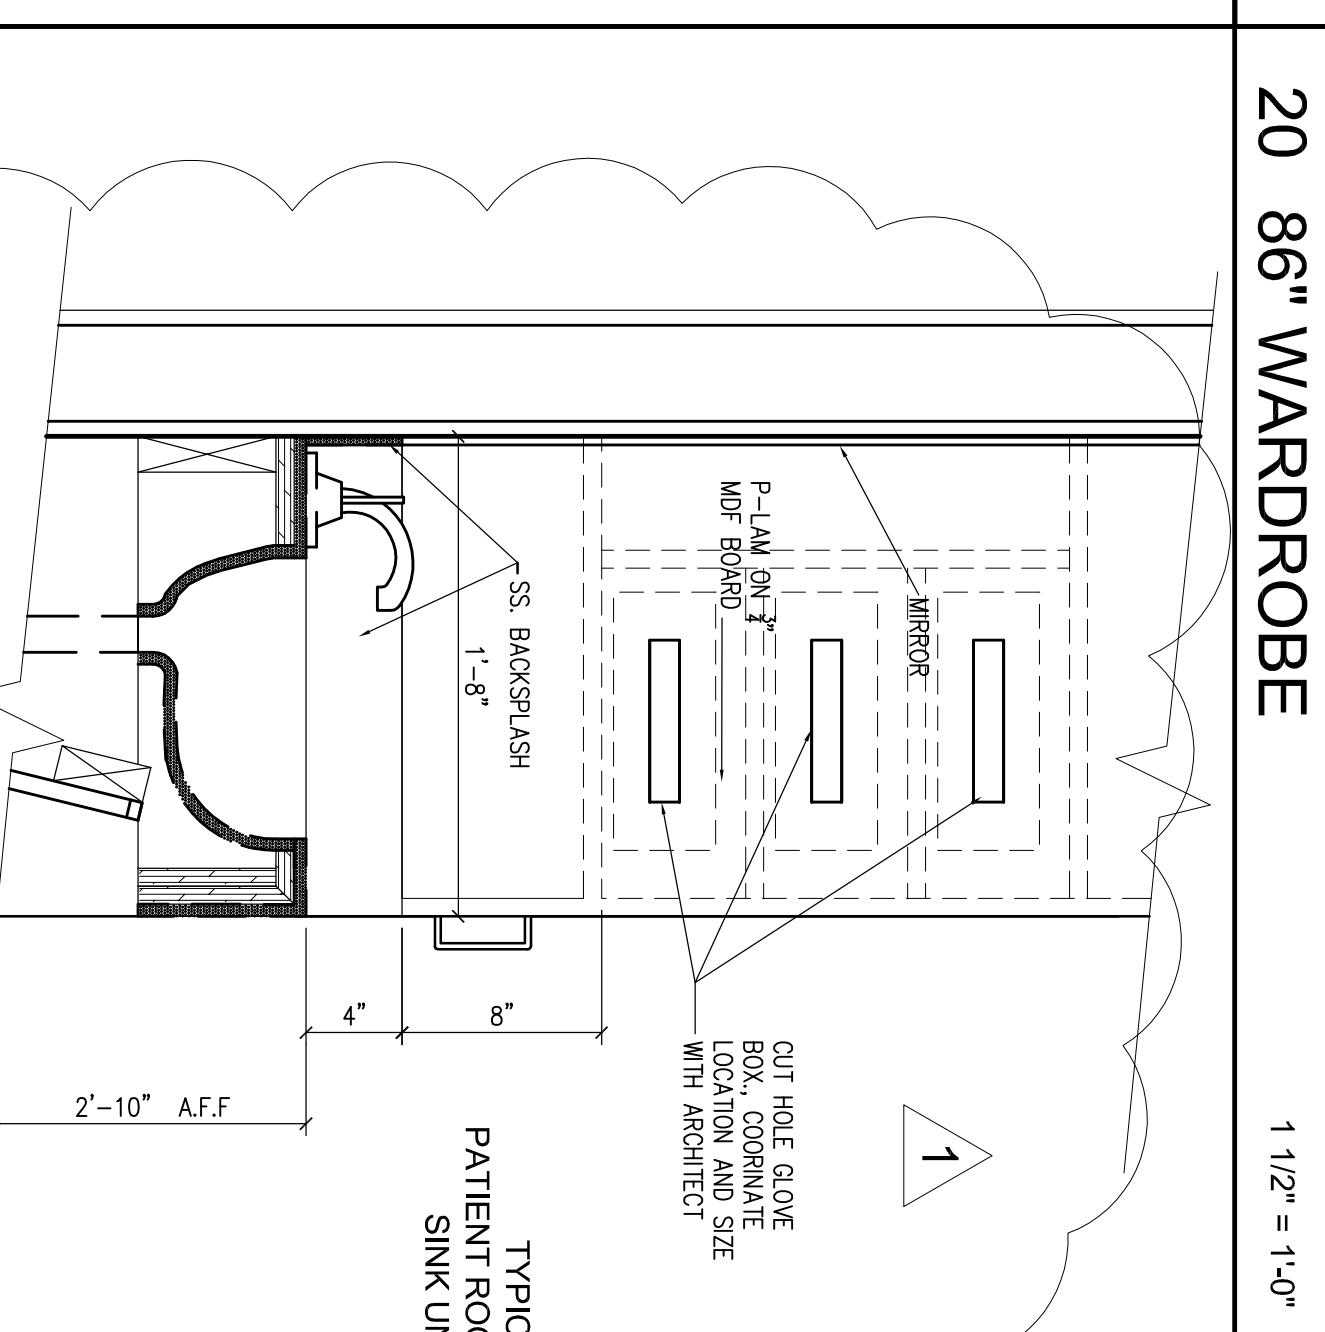 20 86" WARDROBE
1 1/2" = 1'-0"
MIRROR
P-LAM ON 3/4"
MDF BOARD
SS. BACKSPLASH
1'-8"
4"
8"
2'-10" A.F.F
CUT HOLE GLOVE
BOX., COORINATE
LOCATION AND SIZE
WITH ARCHITECT
1
TYPIC
PATIENT ROO
SINK UN